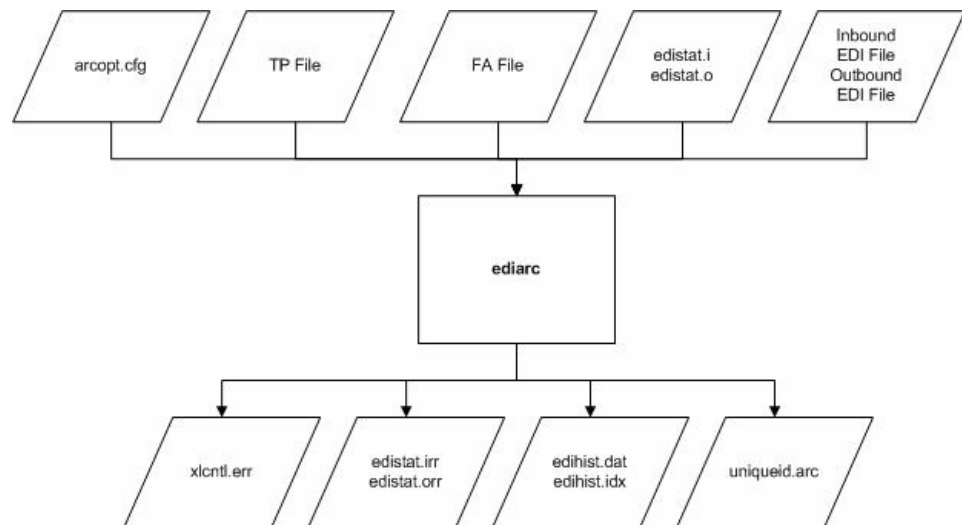 arcopt.cfg
TP File
FA File
edistat.i
edistat.o
Inbound
EDI File
Outbound
EDI File
ediarc
xlcntl.err
edistat.irr
edistat.orr
edihist.dat
edihist.idx
uniqueid.arc